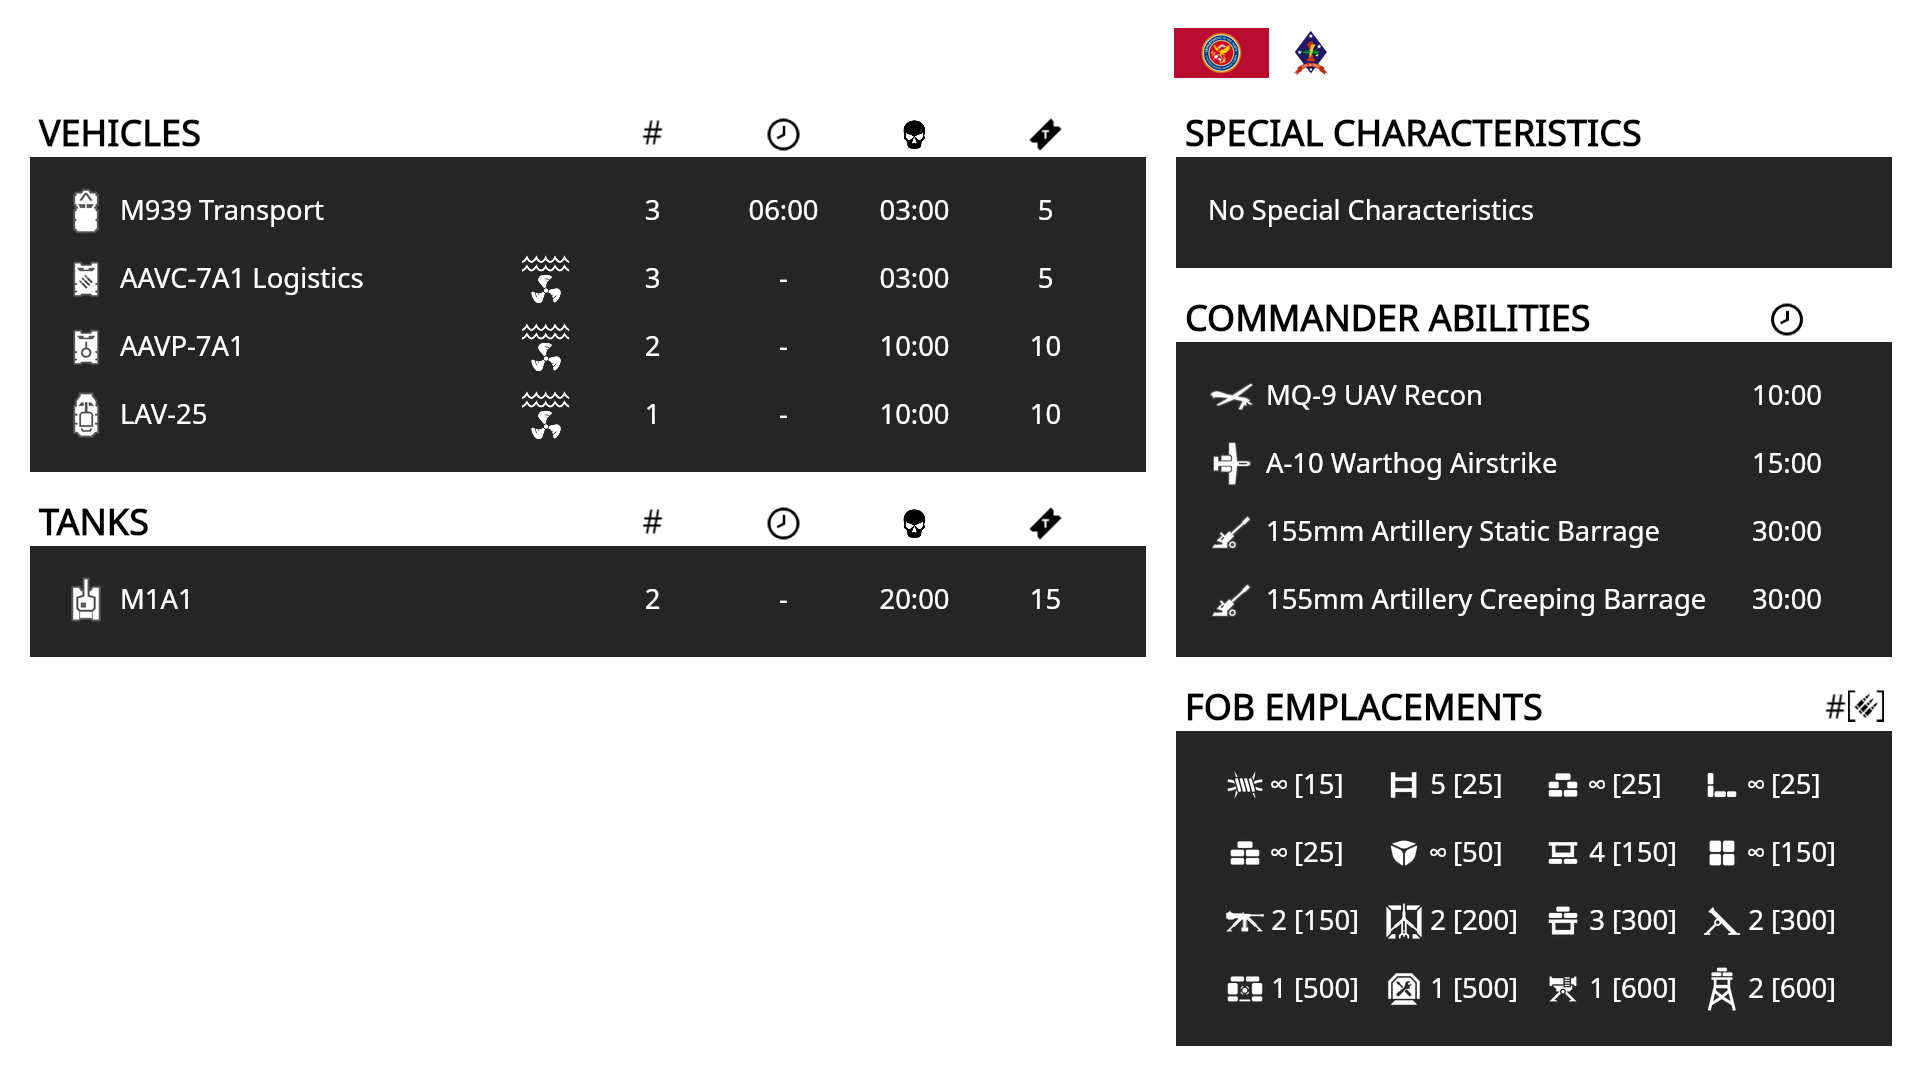 VEHICLES #
M939 Transport 3 06:00 03:00 5
AAVC-7A1 Logistics 3 - 03:00 5
AAVP-7A1 2 - 10:00 10
LAV-25 1 - 10:00 10
TANKS #
M1A1 2 - 20:00 15
SPECIAL CHARACTERISTICS
No Special Characteristics
COMMANDER ABILITIES
MQ-9 UAV Recon 10:00
A-10 Warthog Airstrike 15:00
155mm Artillery Static Barrage 30:00
155mm Artillery Creeping Barrage 30:00
FOB EMPLACEMENTS #[]
∞ [15] 5 [25] ∞ [25] ∞ [25]
∞ [25] ∞ [50] 4 [150] ∞ [150]
2 [150] 2 [200] 3 [300] 2 [300]
1 [500] 1 [500] 1 [600] 2 [600]